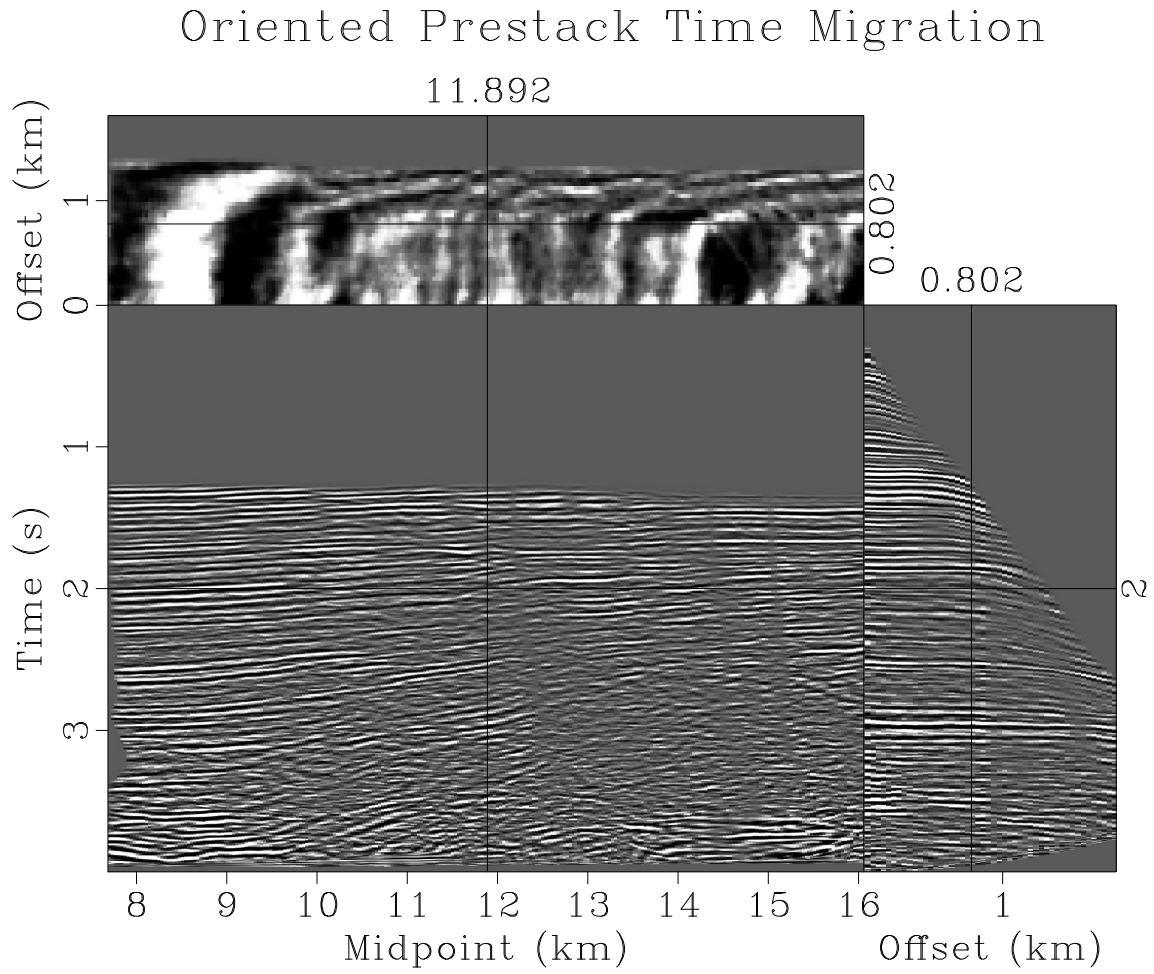 Oriented Prestack Time Migration
11.892
Offset (km)
1
0
0.802
0.802
Time (s)
1
2
3
2
8 9 10 11 12 13 14 15 16 1
Midpoint (km) Offset (km)